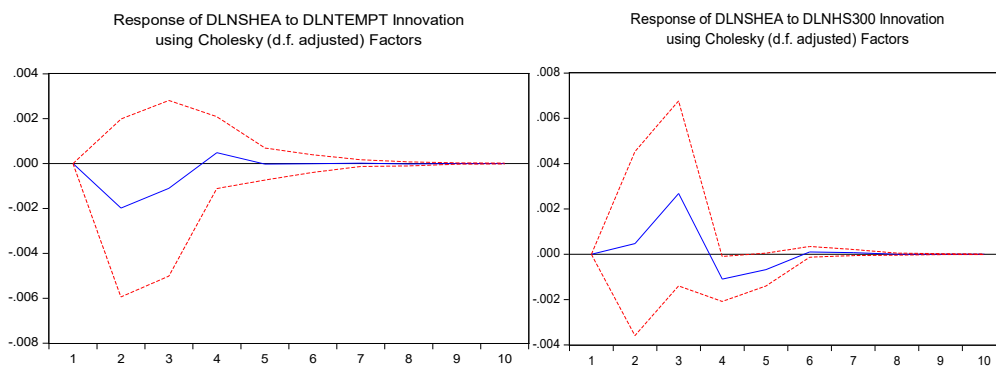 Response of DLNSHEA to DLNTEMPT Innovation
using Cholesky (d.f. adjusted) Factors
.004
.002
.000
-.002
-.004
-.006
-.008
1 2 3 4 5 6 7 8 9 10
Response of DLNSHEA to DLNHS300 Innovation
using Cholesky (d.f. adjusted) Factors
.008
.006
.004
.002
.000
-.002
-.004
1 2 3 4 5 6 7 8 9 10